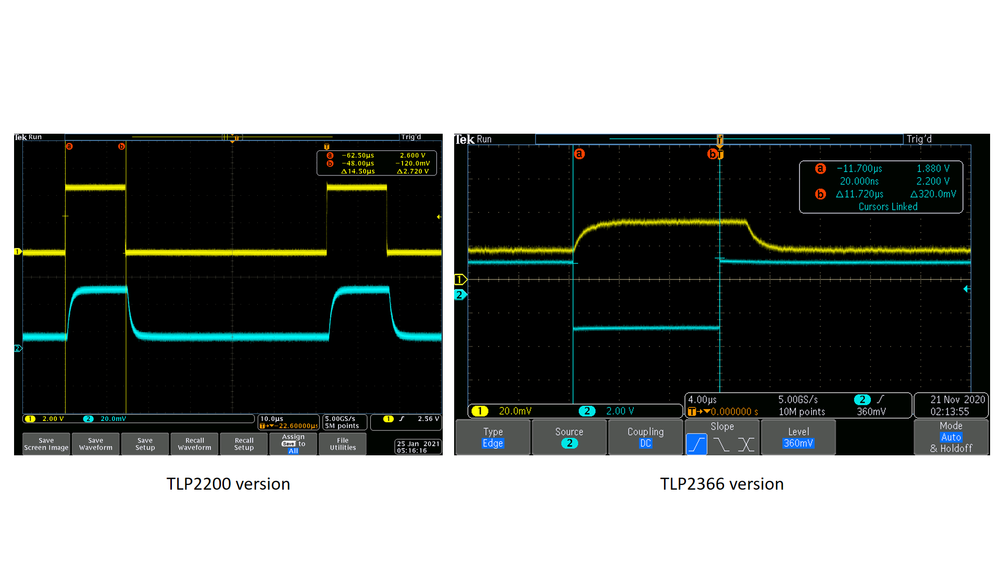 Tek Run
Trig'd
a
b
T
T
a -62.50µs 2.600 V
b -48.00µs -120.0mV
Δ14.50µs Δ2.720 V
1
2
1 2.00 V 2 20.0mV
10.0µs
T→▼-22.60000µs
5.00GS/s
5M points
1 2.56 V
Save
Screen Image
Save
Waveform
Save
Setup
Recall
Waveform
Recall
Setup
Assign
Save to
All
File
Utilities
25 Jan 2021
05:16:16
TLP2200 version
Tek Run
Trig'd
T
a
b T
a -11.700µs 1.880 V
20.000ns 2.200 V
b Δ11.720µs Δ320.0mV
Cursors Linked
1
2
1 20.0mV 2 2.00 V
4.00µs
T→▼0.000000 s
5.00GS/s
10M points
2
360mV
21 Nov 2020
02:13:55
Type
Edge
Source
2
Coupling
DC
Slope
Level
360mV
Mode
Auto
& Holdoff
TLP2366 version